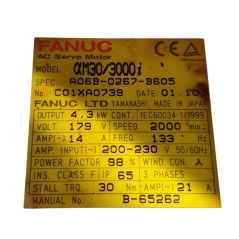 FANUC
AC Servo Motor
MODEL αM30/3000i
SPEC. A06B-0267-B605
No. C01XA0739 DATE 01.10
FANUC LTD YAMANASHI, MADE IN JAPAN
OUTPUT 4.3 kW CONT. IEC60034-1/1999
VOLT 179 V SPEED 2000 min⁻¹
AMP(~) 14 A FREQ 133 Hz
AMP. INPUT(~) 200-230 V 50/60Hz
POWER FACTOR 98 % WIND CON. Y
INS. CLASS F IP 65 3 PHASES
STALL TRQ 30 Nm AMP(~) 21 A
MANUAL No. B-65262